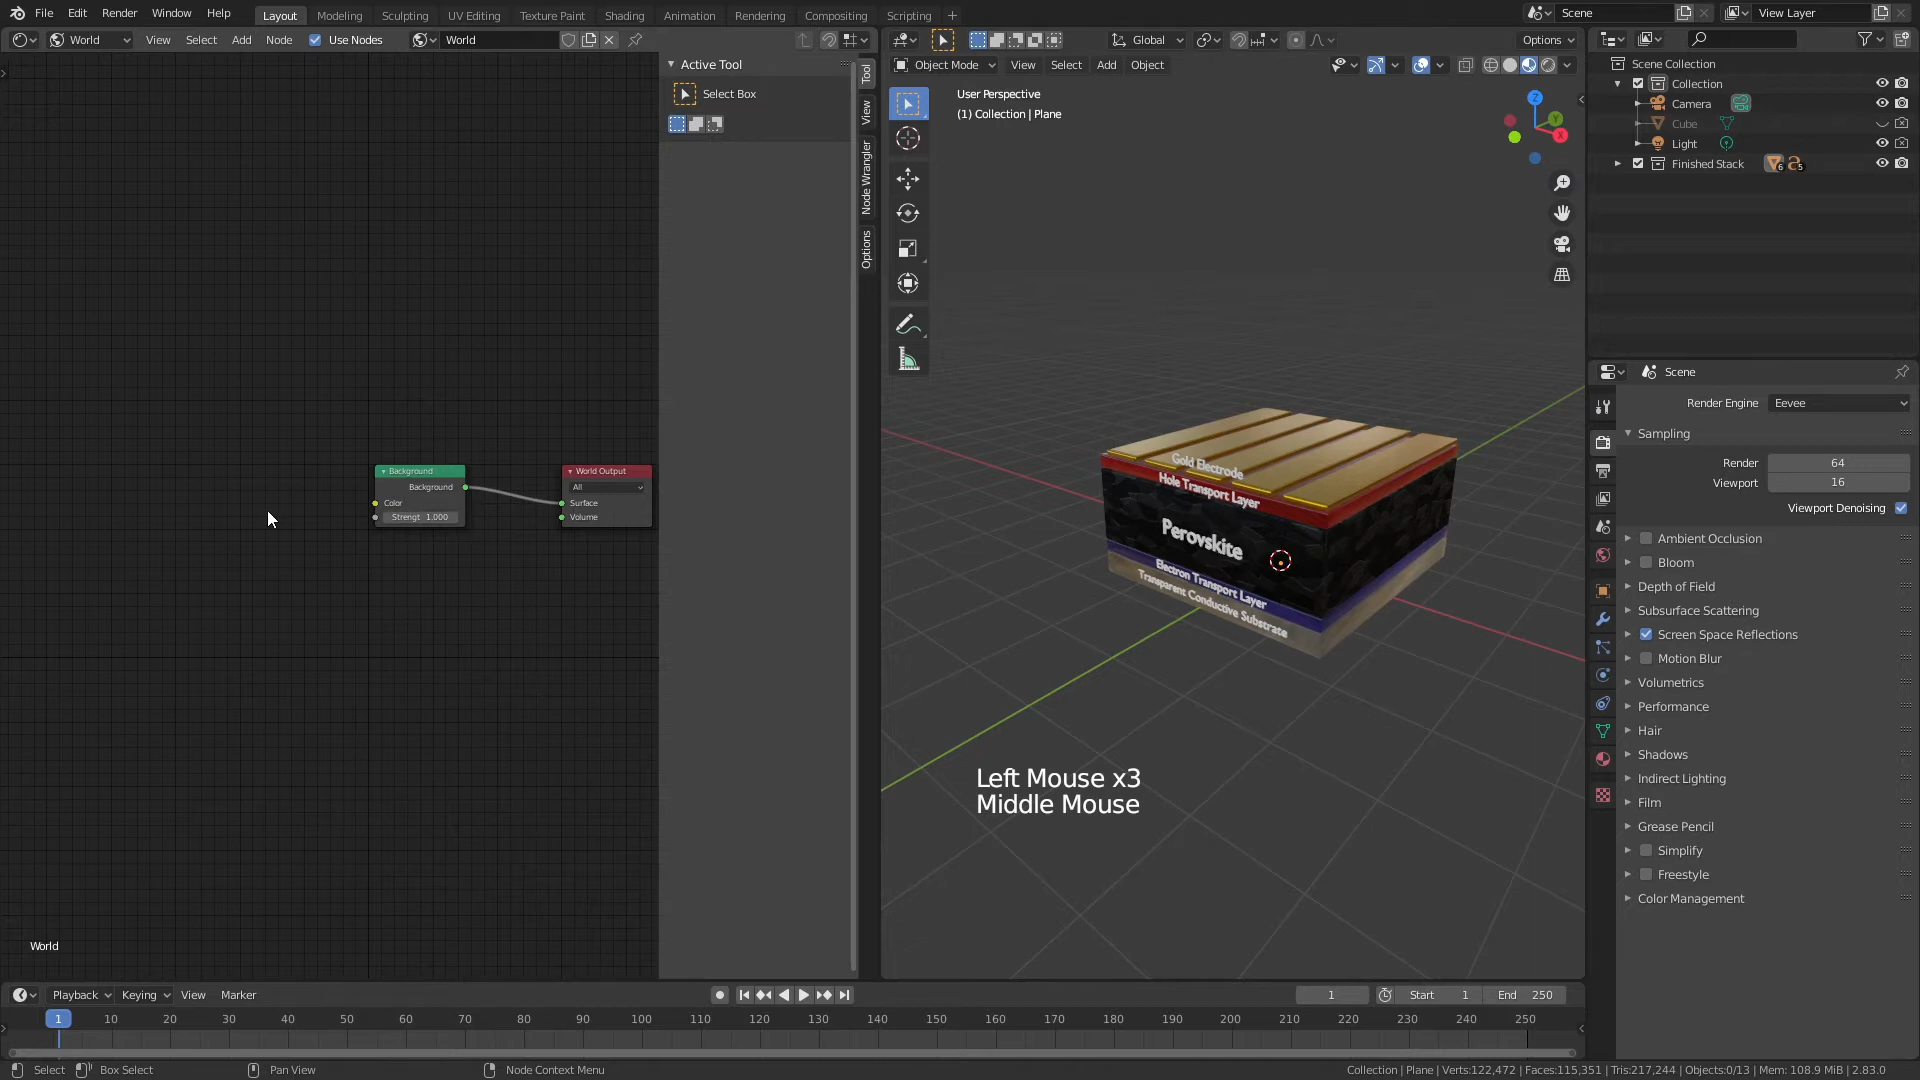 File Edit Render Window Help Layout Modeling Sculpting UV Editing Texture Paint Shading Animation Rendering Compositing Scripting + Scene View Layer
World View Select Add Node Use Nodes World Global Options
Active Tool
Select Box
Tool
View
Node Wrangler
Options
Background
Background
Color
Strengt 1.000
World Output
All
Surface
Volume
World
Object Mode View Select Add Object
User Perspective
(1) Collection | Plane
Z
Y
X
Gold Electrode
Hole Transport Layer
Perovskite
Electron Transport Layer
Transparent Conductive Substrate
Left Mouse x3
Middle Mouse
Scene Collection
Collection
Camera
Cube
Light
Finished Stack 6 5
Scene
Render Engine Eevee
Sampling
Render 64
Viewport 16
Viewport Denoising
Ambient Occlusion
Bloom
Depth of Field
Subsurface Scattering
Screen Space Reflections
Motion Blur
Volumetrics
Performance
Hair
Shadows
Indirect Lighting
Film
Grease Pencil
Simplify
Freestyle
Color Management
Playback Keying View Marker 1 Start 1 End 250
1 10 20 30 40 50 60 70 80 90 100 110 120 130 140 150 160 170 180 190 200 210 220 230 240 250
Select Box Select Pan View Node Context Menu Collection | Plane | Verts:122,472 | Faces:115,351 | Tris:217,244 | Objects:0/13 | Mem: 108.9 MiB | 2.83.0